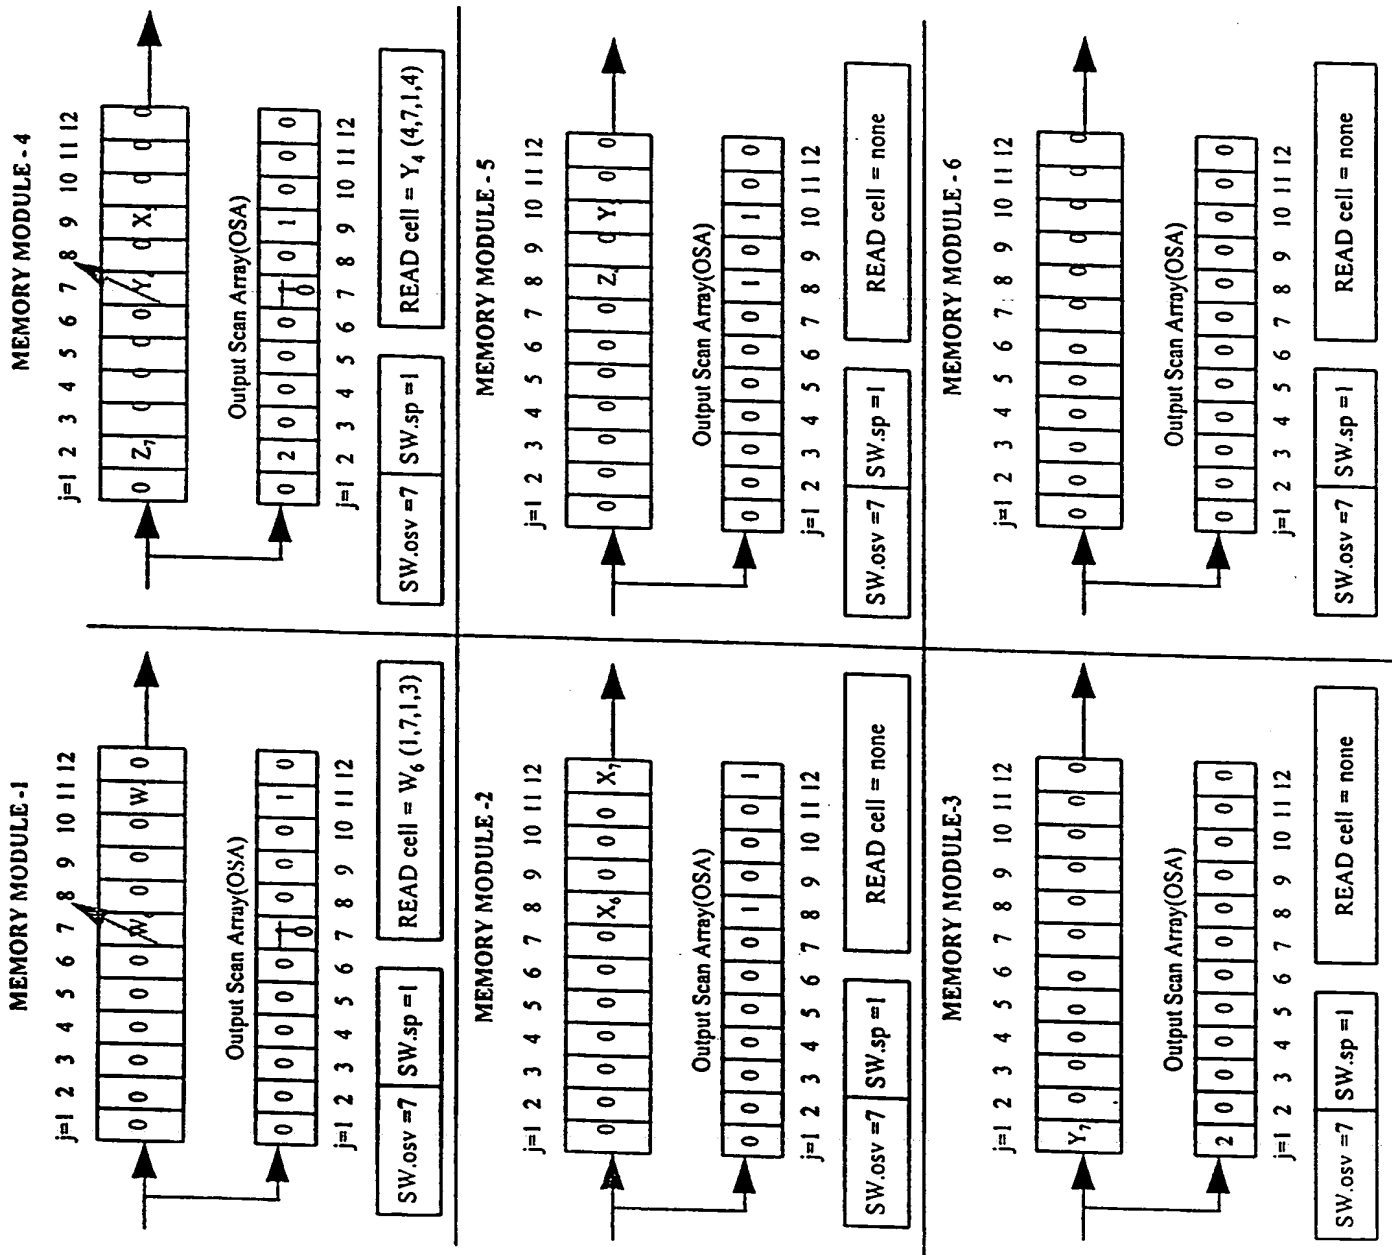 MEMORY MODULE -1
j=1 2 3 4 5 6 7 8 9 10 11 12
0 0 0 0 0 0 W 0 0 0 W 0
Output Scan Array(OSA)
0 0 0 0 0 0 1 0 0 0 0 1 0
j=1 2 3 4 5 6 7 8 9 10 11 12
SW.osv =7 SW.sp =1 READ cell = W₆ (1,7,1,3)
MEMORY MODULE - 4
j=1 2 3 4 5 6 7 8 9 10 11 12
0 Z₇ 0 0 0 0 Y 0 X 0 0 0
Output Scan Array(OSA)
0 2 0 0 0 0 1 0 0 1 0 0 0
j=1 2 3 4 5 6 7 8 9 10 11 12
SW.osv =7 SW.sp =1 READ cell = Y₄ (4,7,1,4)
MEMORY MODULE -2
j=1 2 3 4 5 6 7 8 9 10 11 12
0 0 0 0 0 0 0 X₆ 0 0 0 X₇
Output Scan Array(OSA)
0 0 0 0 0 0 0 1 0 0 0 1
j=1 2 3 4 5 6 7 8 9 10 11 12
SW.osv =7 SW.sp =1 READ cell = none
MEMORY MODULE - 5
j=1 2 3 4 5 6 7 8 9 10 11 12
0 0 0 0 0 0 0 Z 0 Y 0 0
Output Scan Array(OSA)
0 0 0 0 0 0 0 1 0 1 0 0
j=1 2 3 4 5 6 7 8 9 10 11 12
SW.osv =7 SW.sp =1 READ cell = none
MEMORY MODULE-3
j=1 2 3 4 5 6 7 8 9 10 11 12
Y₇ 0 0 0 0 0 0 0 0 0 0 0
Output Scan Array(OSA)
2 0 0 0 0 0 0 0 0 0 0 0
j=1 2 3 4 5 6 7 8 9 10 11 12
SW.osv =7 SW.sp =1 READ cell = none
MEMORY MODULE - 6
j=1 2 3 4 5 6 7 8 9 10 11 12
0 0 0 0 0 0 0 0 0 0 0 0
Output Scan Array(OSA)
0 0 0 0 0 0 0 0 0 0 0 0
j=1 2 3 4 5 6 7 8 9 10 11 12
SW.osv =7 SW.sp =1 READ cell = none